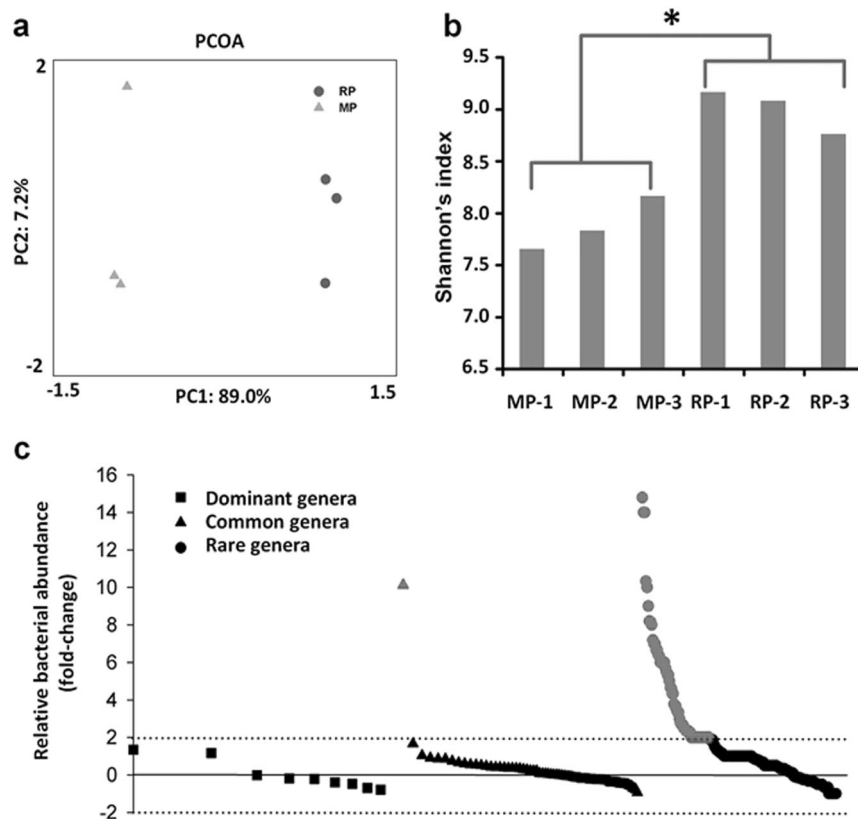 a
PCOA
2
RP
MP
PC2: 7.2%
-2
-1.5
PC1: 89.0%
1.5
b
*
9.5
9.0
8.5
8.0
7.5
7.0
6.5
Shannon's index
MP-1 MP-2 MP-3 RP-1 RP-2 RP-3
c
16
14
12
10
8
6
4
2
0
-2
Relative bacterial abundance
(fold-change)
Dominant genera
Common genera
Rare genera